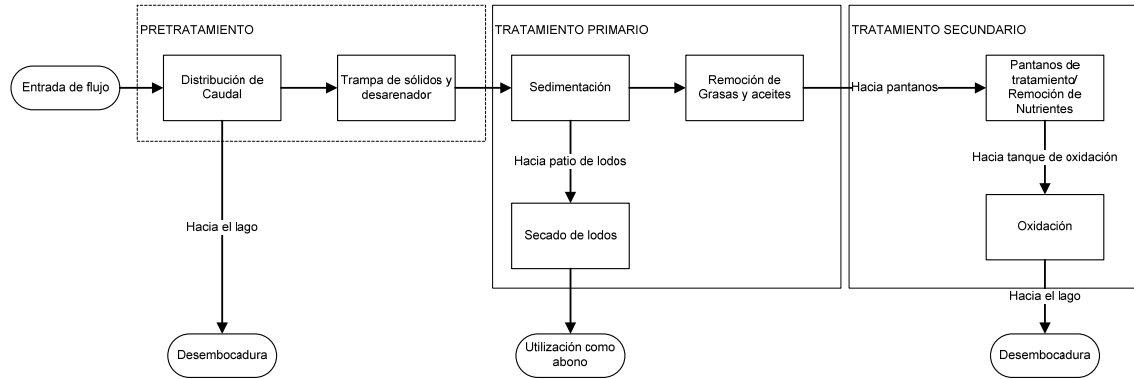 PRETRATAMIENTO
TRATAMIENTO PRIMARIO
TRATAMIENTO SECUNDARIO
Entrada de flujo
Distribución de
Caudal
Trampa de sólidos y
desarenador
Sedimentación
Remoción de
Grasas y aceites
Hacia pantanos
Pantanos de
tratamiento/
Remoción de
Nutrientes
Hacia patio de lodos
Hacia tanque de oxidación
Hacia el lago
Secado de lodos
Oxidación
Hacia el lago
Desembocadura
Utilización como
abono
Desembocadura